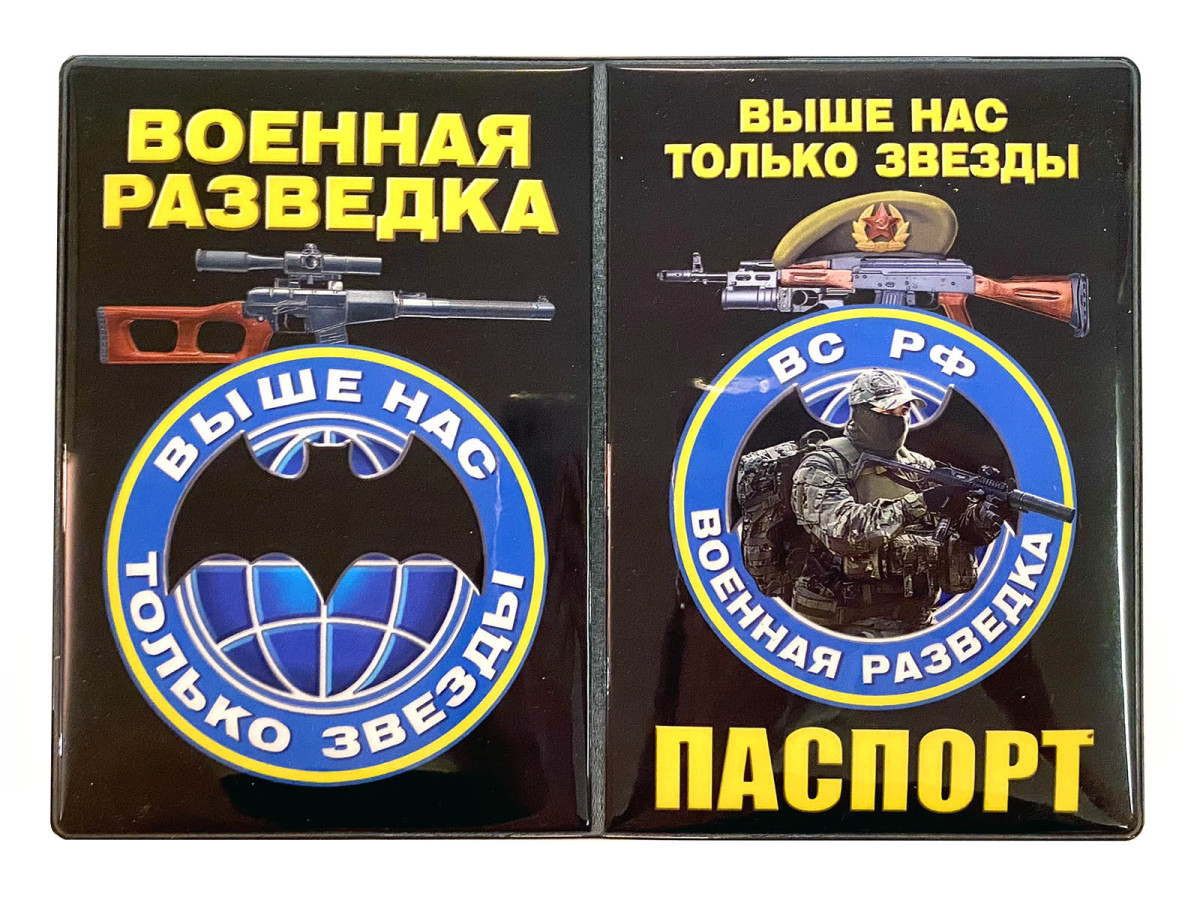 ВОЕННАЯ
РАЗВЕДКА
ВЫШЕ НАС
ТОЛЬКО ЗВЕЗДЫ
ВЫШЕ НАС
ТОЛЬКО ЗВЕЗДЫ
ВС РФ
ВОЕННАЯ РАЗВЕДКА
ПАСПОРТ